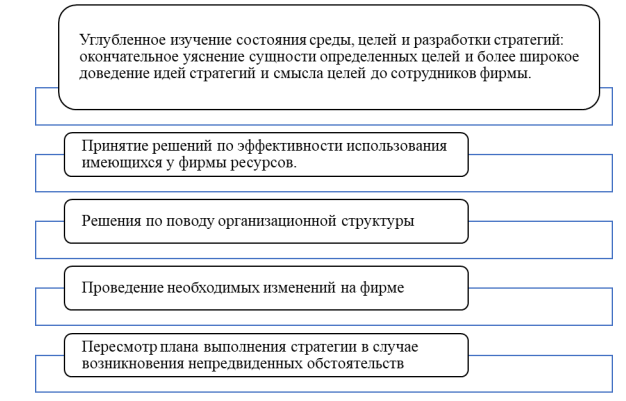 Углубленное изучение состояния среды, целей и разработки стратегий:
окончательное уяснение сущности определенных целей и более широкое
доведение идей стратегий и смысла целей до сотрудников фирмы.
Принятие решений по эффективности использования
имеющихся у фирмы ресурсов.
Решения по поводу организационной структуры
Проведение необходимых изменений на фирме
Пересмотр плана выполнения стратегии в случае
возникновения непредвиденных обстоятельств